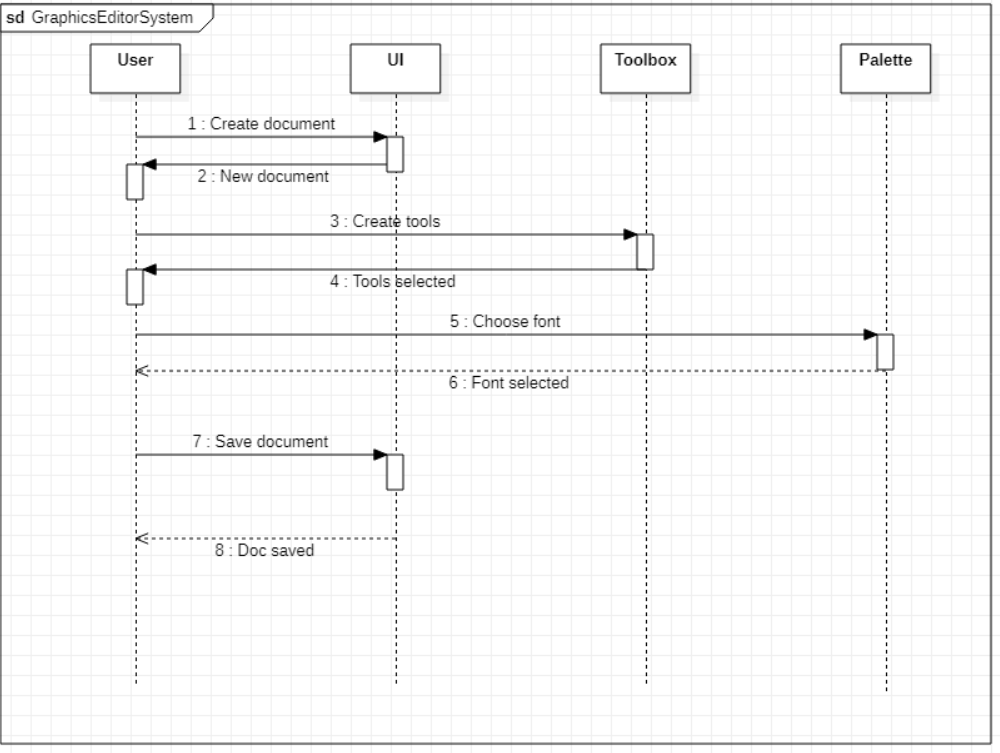 sd GraphicsEditorSystem
User
UI
Toolbox
Palette
1 : Create document
2 : New document
3 : Create tools
4 : Tools selected
5 : Choose font
6 : Font selected
7 : Save document
8 : Doc saved